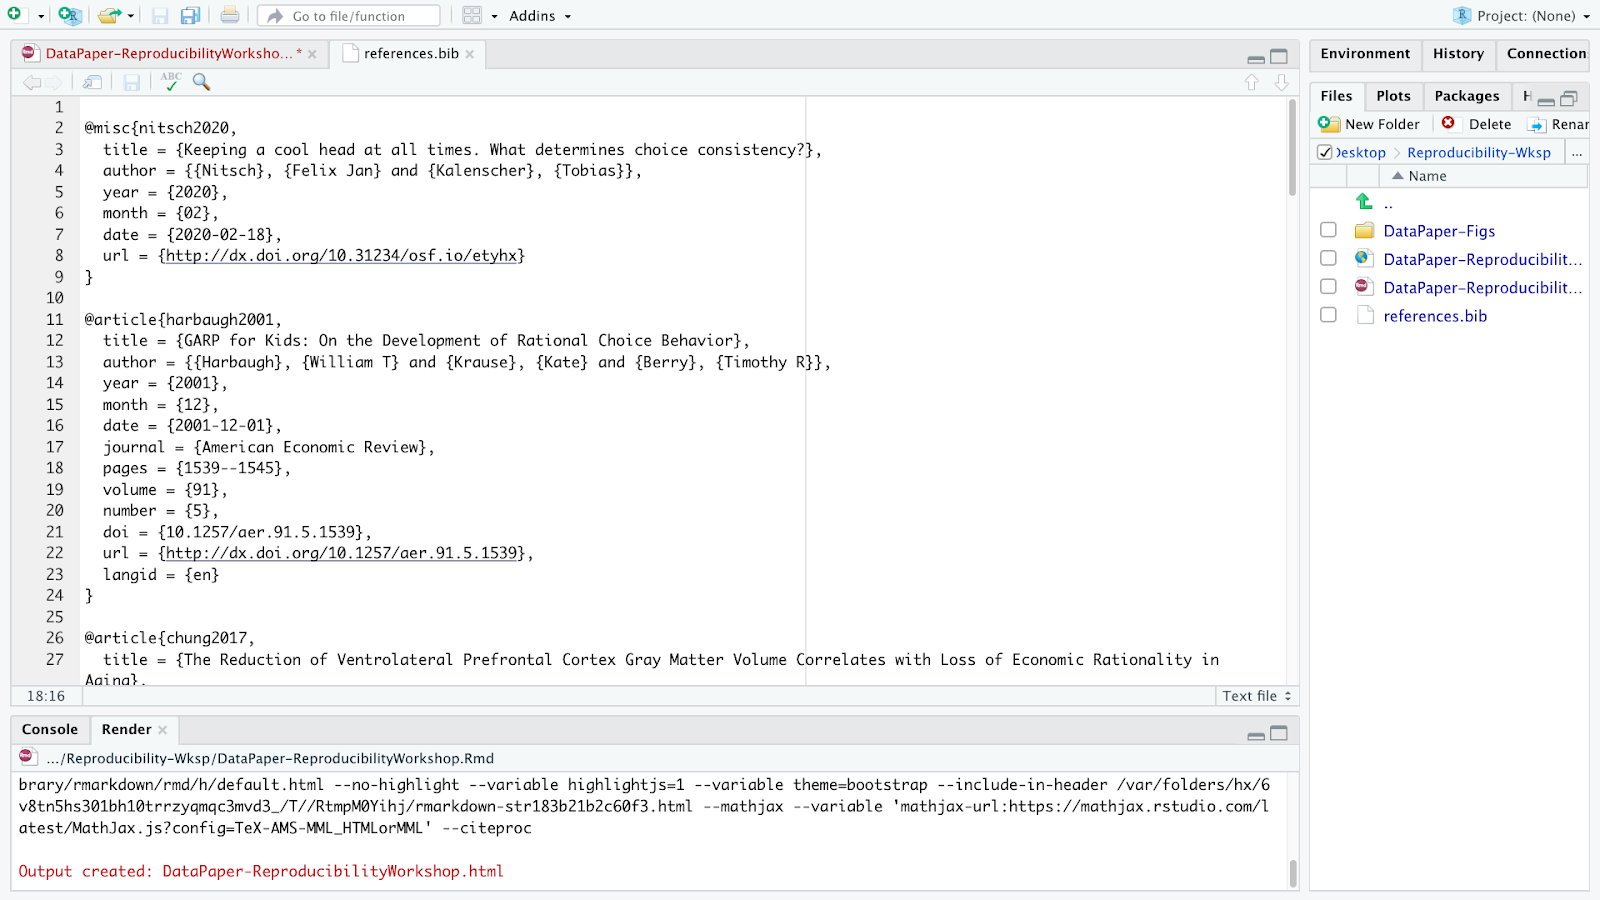 Go to file/function
Addins
Project: (None)
DataPaper-ReproducibilityWorksho... *
references.bib
ABC
1
2 @misc{nitsch2020,
3 title = {Keeping a cool head at all times. What determines choice consistency?},
4 author = {{Nitsch}, {Felix Jan} and {Kalenscher}, {Tobias}},
5 year = {2020},
6 month = {02},
7 date = {2020-02-18},
8 url = {http://dx.doi.org/10.31234/osf.io/etyhx}
9 }
10
11 @article{harbaugh2001,
12 title = {GARP for Kids: On the Development of Rational Choice Behavior},
13 author = {{Harbaugh}, {William T} and {Krause}, {Kate} and {Berry}, {Timothy R}},
14 year = {2001},
15 month = {12},
16 date = {2001-12-01},
17 journal = {American Economic Review},
18 pages = {1539--1545},
19 volume = {91},
20 number = {5},
21 doi = {10.1257/aer.91.5.1539},
22 url = {http://dx.doi.org/10.1257/aer.91.5.1539},
23 langid = {en}
24 }
25
26 @article{chung2017,
27 title = {The Reduction of Ventrolateral Prefrontal Cortex Gray Matter Volume Correlates with Loss of Economic Rationality in
Aging},
18:16
Text file
Console
Render
.../Reproducibility-Wksp/DataPaper-ReproducibilityWorkshop.Rmd
brary/rmarkdown/rmd/h/default.html --no-highlight --variable highlightjs=1 --variable theme=bootstrap --include-in-header /var/folders/hx/6
v8tn5hs301bh10trrzyqmqc3mvd3_/T//RtmpM0Yihj/rmarkdown-str183b21b2c60f3.html --mathjax --variable 'mathjax-url:https://mathjax.rstudio.com/l
atest/MathJax.js?config=TeX-AMS-MML_HTMLorMML' --citeproc
Output created: DataPaper-ReproducibilityWorkshop.html
Environment
History
Connection
Files
Plots
Packages
H
New Folder
Delete
Renar
Desktop
Reproducibility-Wksp
...
Name
..
DataPaper-Figs
DataPaper-Reproducibilit...
DataPaper-Reproducibilit...
references.bib